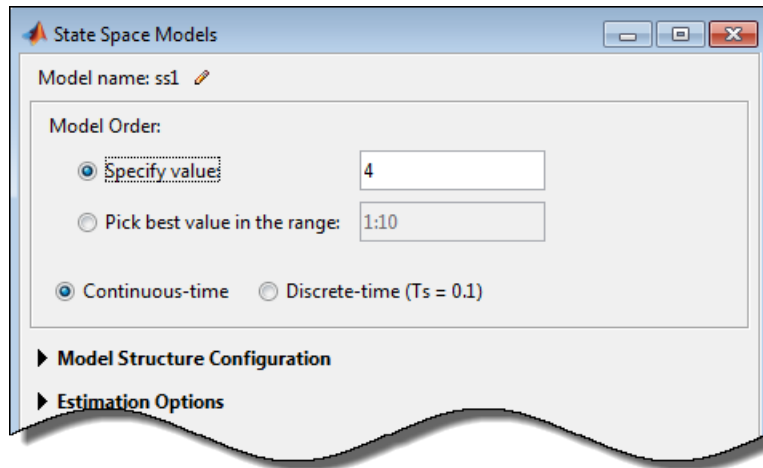 State Space Models
Model name: ss1
Model Order:
Specify value: 4
Pick best value in the range: 1:10
Continuous-time Discrete-time (Ts = 0.1)
Model Structure Configuration
Estimation Options